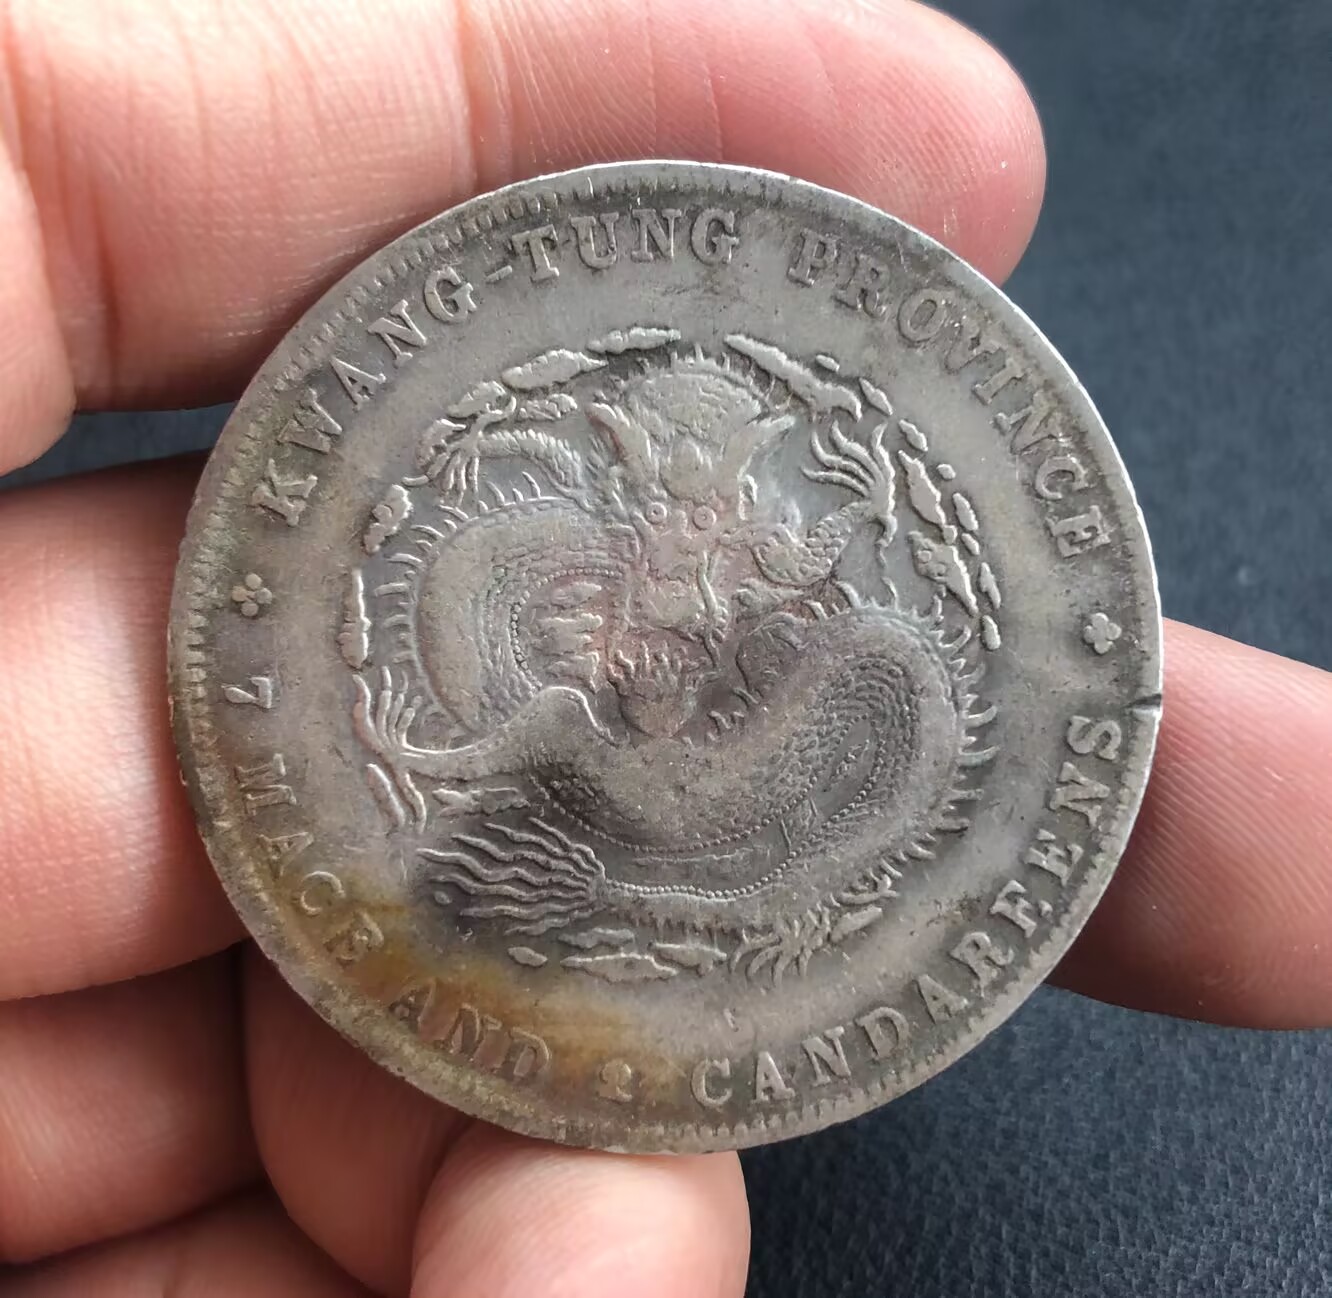 KWANG-TUNG PROVINCE
7 MACE AND 2 CANDAREENS